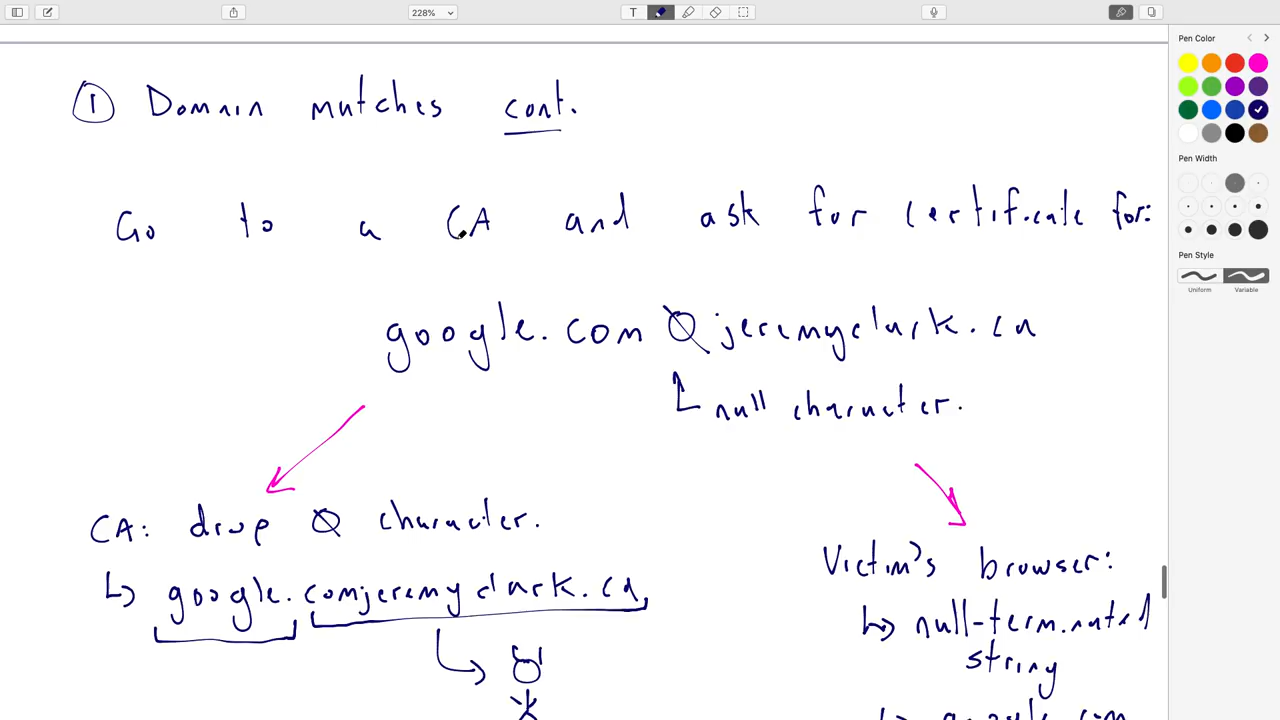 228%
T
Pen Color
① Domain matches cont.
Pen Width
Go to a CA and ask for certificate for:
Pen Style
Uniform Variable
google.com∅jeremyclark.ca
null character.
CA: drop ∅ character.
↳ google.comjeremyclark.ca
Victim's browser:
↳ null-terminated
string
↳ google.com